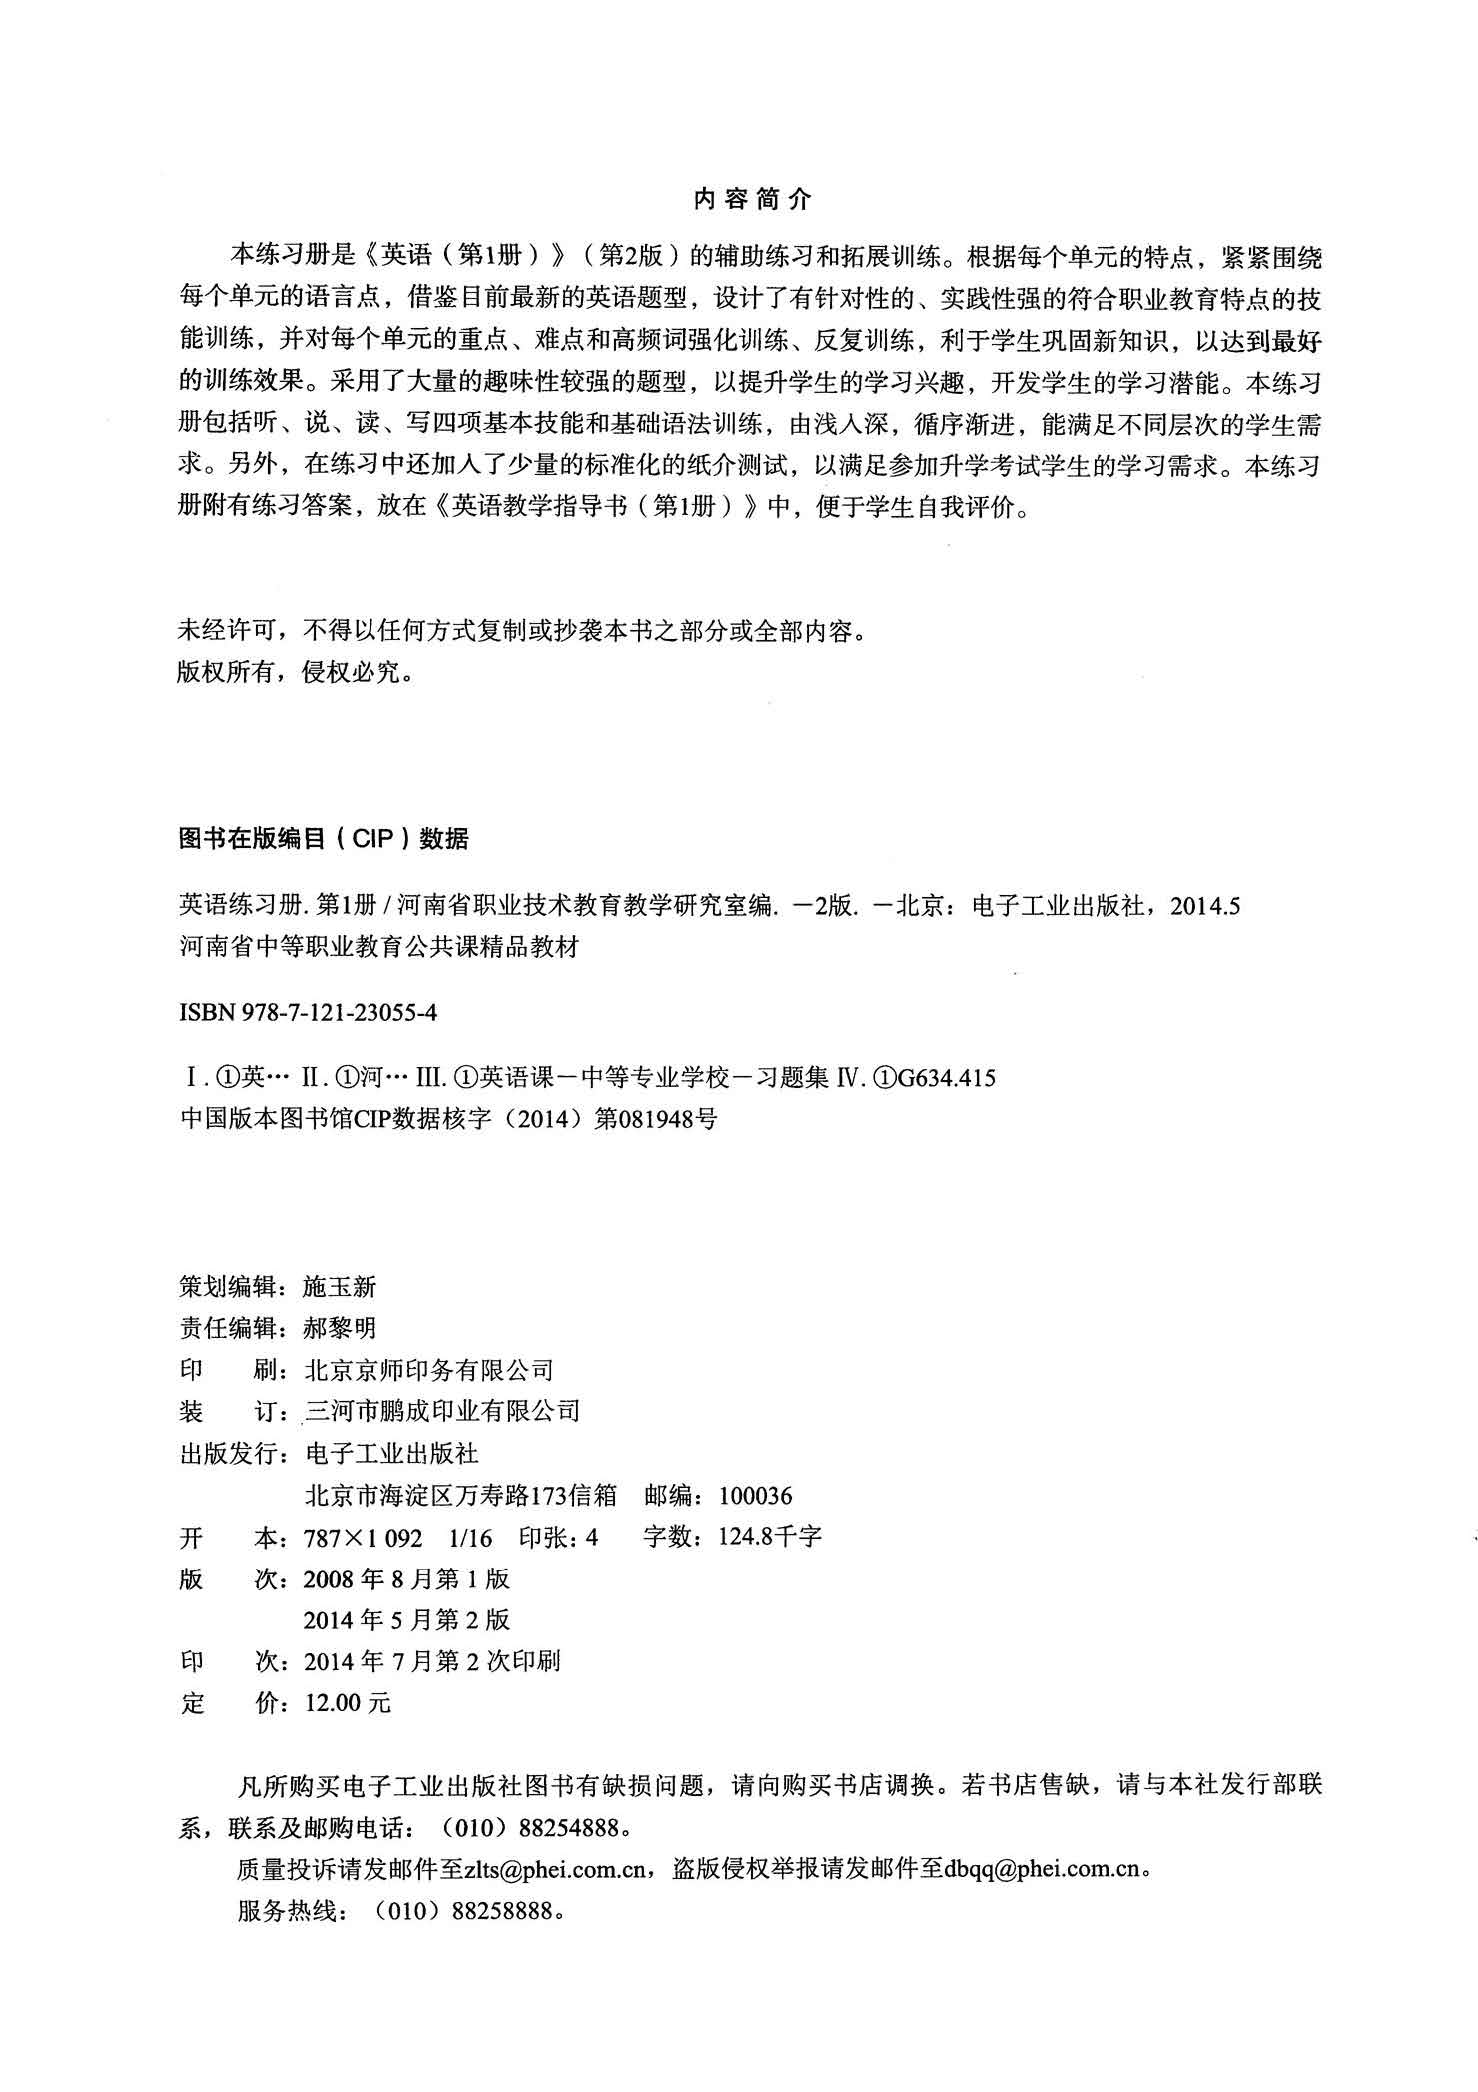 内容简介
本练习册是《英语（第1册）》（第2版）的辅助练习和拓展训练。根据每个单元的特点，紧紧围绕
每个单元的语言点，借鉴目前最新的英语题型，设计了有针对性的、实践性强的符合职业教育特点的技
能训练，并对每个单元的重点、难点和高频词强化训练、反复训练，利于学生巩固新知识，以达到最好
的训练效果。采用了大量的趣味性较强的题型，以提升学生的学习兴趣，开发学生的学习潜能。本练习
册包括听、说、读、写四项基本技能和基础语法训练，由浅入深，循序渐进，能满足不同层次的学生需
求。另外，在练习中还加入了少量的标准化的纸介测试，以满足参加升学考试学生的学习需求。本练习
册附有练习答案，放在《英语教学指导书（第1册）》中，便于学生自我评价。
未经许可，不得以任何方式复制或抄袭本书之部分或全部内容。
版权所有，侵权必究。
图书在版编目（CIP）数据
英语练习册. 第1册 / 河南省职业技术教育教学研究室编. —2版. —北京：电子工业出版社，2014.5
河南省中等职业教育公共课精品教材
ISBN 978-7-121-23055-4
Ⅰ. ①英… Ⅱ. ①河… Ⅲ. ①英语课－中等专业学校－习题集 Ⅳ. ①G634.415
中国版本图书馆CIP数据核字（2014）第081948号
策划编辑：施玉新
责任编辑：郝黎明
印　　刷：北京京师印务有限公司
装　　订：三河市鹏成印业有限公司
出版发行：电子工业出版社
北京市海淀区万寿路173信箱　邮编：100036
开　　本：787×1 092　1/16　印张：4　字数：124.8千字
版　　次：2008 年 8 月第 1 版
2014 年 5 月第 2 版
印　　次：2014 年 7 月第 2 次印刷
定　　价：12.00 元
凡所购买电子工业出版社图书有缺损问题，请向购买书店调换。若书店售缺，请与本社发行部联
系，联系及邮购电话：（010）88254888。
质量投诉请发邮件至zlts@phei.com.cn，盗版侵权举报请发邮件至dbqq@phei.com.cn。
服务热线：（010）88258888。